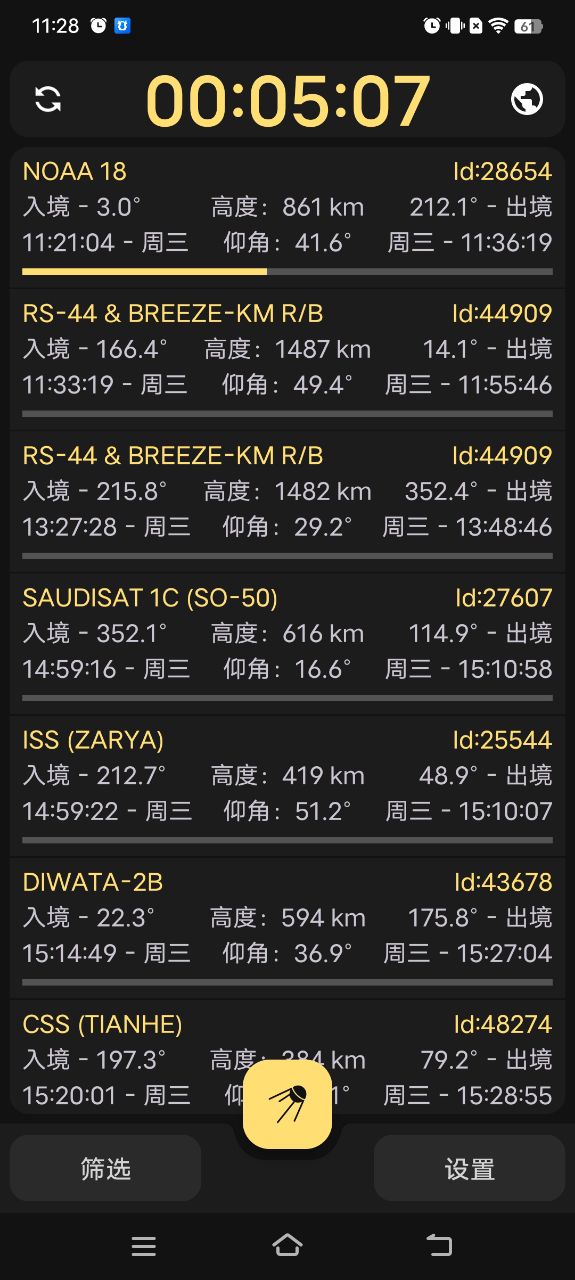 11:28 61
00:05:07
NOAA 18 Id:28654
入境 - 3.0° 高度：861 km 212.1° - 出境
11:21:04 - 周三 仰角：41.6° 周三 - 11:36:19
RS-44 & BREEZE-KM R/B Id:44909
入境 - 166.4° 高度：1487 km 14.1° - 出境
11:33:19 - 周三 仰角：49.4° 周三 - 11:55:46
RS-44 & BREEZE-KM R/B Id:44909
入境 - 215.8° 高度：1482 km 352.4° - 出境
13:27:28 - 周三 仰角：29.2° 周三 - 13:48:46
SAUDISAT 1C (SO-50) Id:27607
入境 - 352.1° 高度：616 km 114.9° - 出境
14:59:16 - 周三 仰角：16.6° 周三 - 15:10:58
ISS (ZARYA) Id:25544
入境 - 212.7° 高度：419 km 48.9° - 出境
14:59:22 - 周三 仰角：51.2° 周三 - 15:10:07
DIWATA-2B Id:43678
入境 - 22.3° 高度：594 km 175.8° - 出境
15:14:49 - 周三 仰角：36.9° 周三 - 15:27:04
CSS (TIANHE) Id:48274
入境 - 197.3° 高度：384 km 79.2° - 出境
15:20:01 - 周三 周三 - 15:28:55
筛选 设置